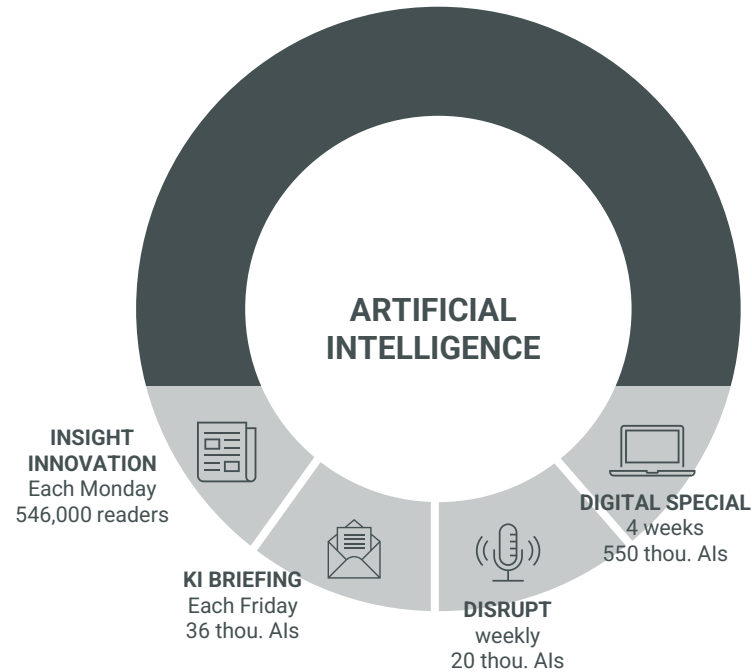 ARTIFICIAL
INTELLIGENCE
INSIGHT
INNOVATION
Each Monday
546,000 readers
KI BRIEFING
Each Friday
36 thou. AIs
DISRUPT
weekly
20 thou. AIs
DIGITAL SPECIAL
4 weeks
550 thou. AIs